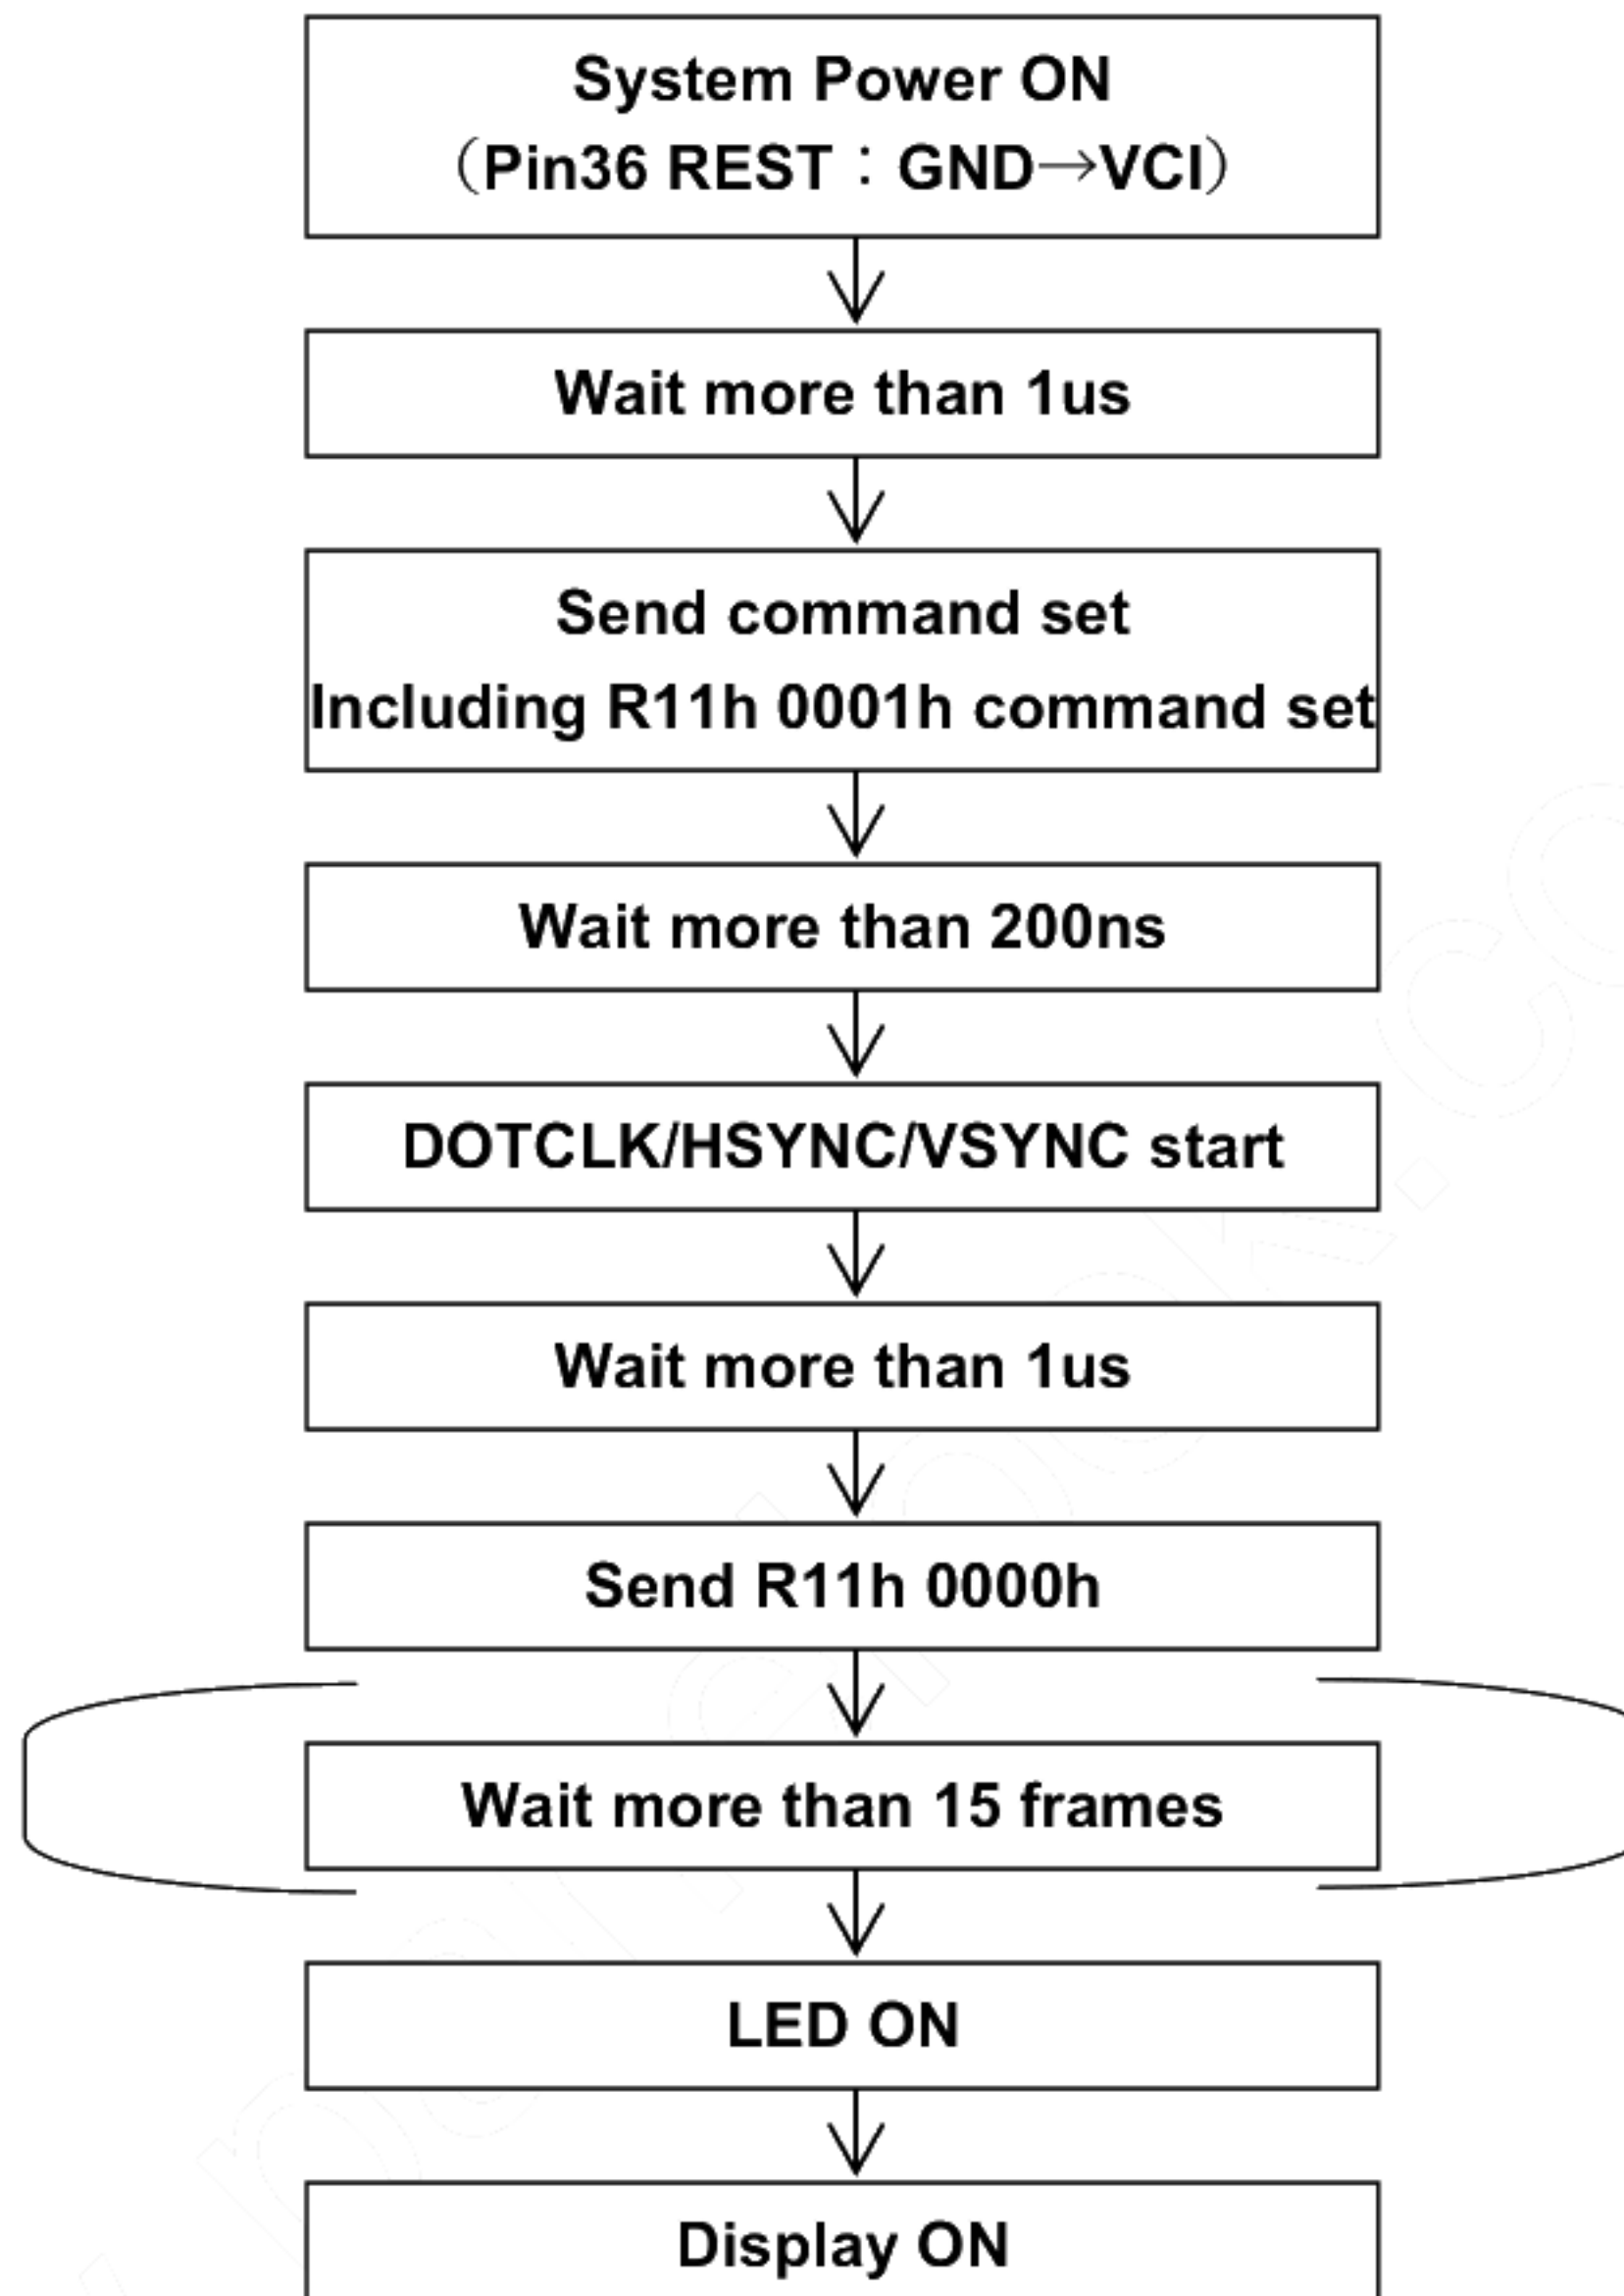 System Power ON
（Pin36 REST：GND→VCI）
Wait more than 1us
Send command set
Including R11h 0001h command set
Wait more than 200ns
DOTCLK/HSYNC/VSYNC start
Wait more than 1us
Send R11h 0000h
Wait more than 15 frames
LED ON
Display ON